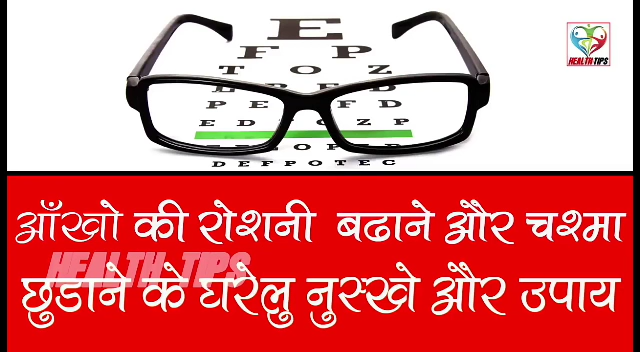 E
F P
T O Z
L P E D
P E F D
E D F C Z P
F E L O P Z D
D E F P O T E C
HEALTH TIPS
आँखो की रोशनी बढाने और चश्मा
छुडाने के घरेलु नुस्खे और उपाय
HEALTH TIPS